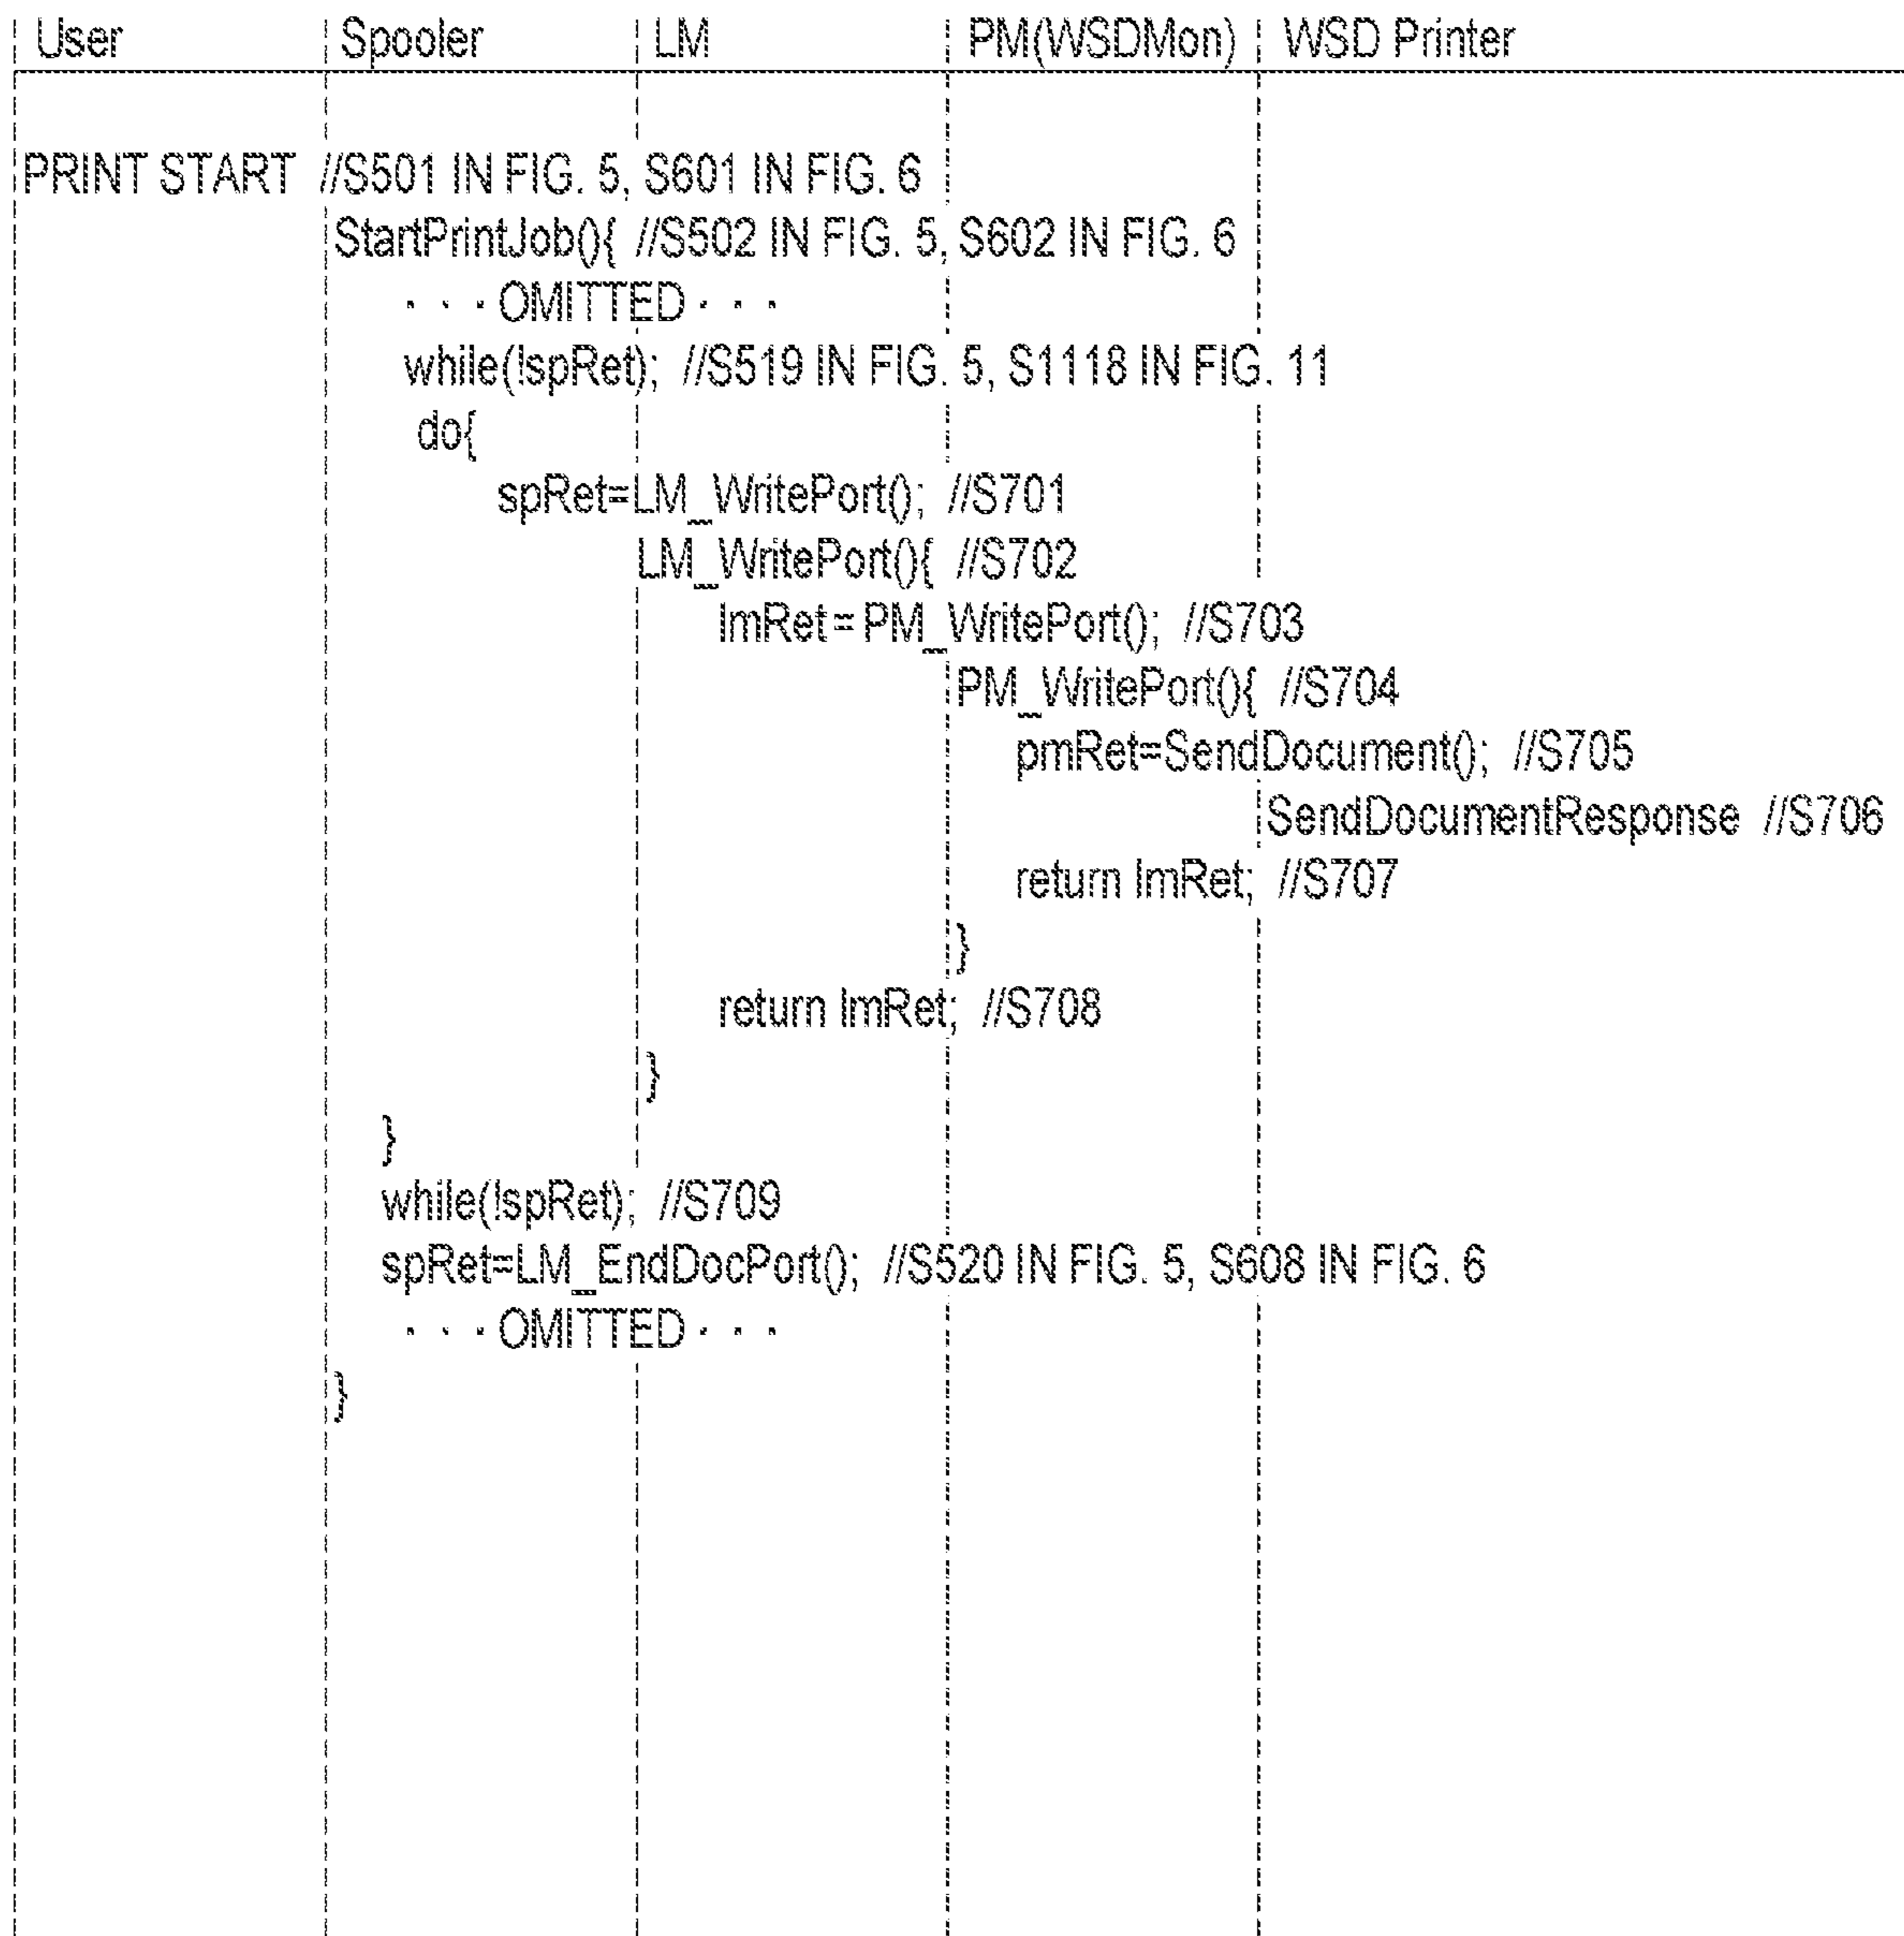 User Spooler LM PM(WSDMon) WSD Printer
PRINT START //S501 IN FIG. 5, S601 IN FIG. 6
StartPrintJob(){ //S502 IN FIG. 5, S602 IN FIG. 6
· · · OMITTED · · ·
while(!spRet); //S519 IN FIG. 5, S1118 IN FIG. 11
do{
spRet=LM_WritePort(); //S701
LM_WritePort(){ //S702
lmRet = PM_WritePort(); //S703
PM_WritePort(){ //S704
pmRet=SendDocument(); //S705
SendDocumentResponse //S706
return lmRet; //S707
}
return lmRet; //S708
}
}
while(!spRet); //S709
spRet=LM_EndDocPort(); //S520 IN FIG. 5, S608 IN FIG. 6
· · · OMITTED · · ·
}